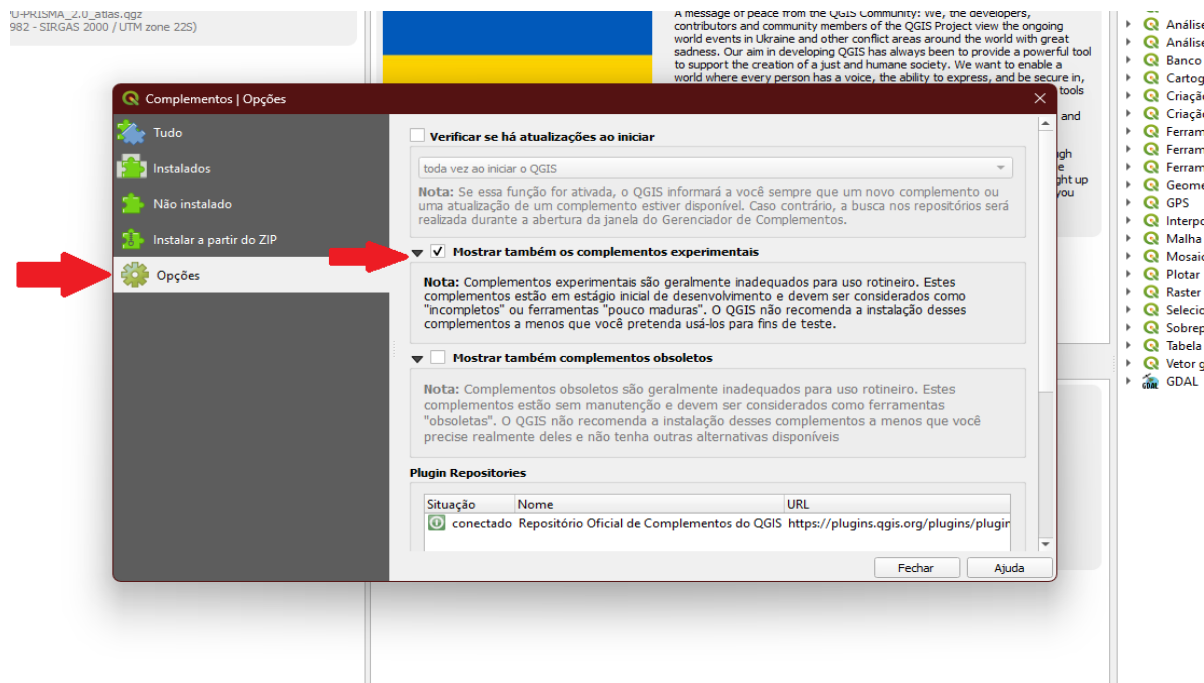 U-PRISMA_2.0_atlas.qgz
982 - SIRGAS 2000 / UTM zone 22S)
A message of peace from the QGIS Community: We, the developers,
contributors and community members of the QGIS Project view the ongoing
world events in Ukraine and other conflict areas around the world with great
sadness. Our aim in developing QGIS has always been to provide a powerful tool
to support the creation of a just and humane society. We want to enable a
world where every person has a voice, the ability to express, and be secure in,
tools
and
ugh
e
ght up
you
Complementos | Opções
Tudo
Instalados
Não instalado
Instalar a partir do ZIP
Opções
Verificar se há atualizações ao iniciar
toda vez ao iniciar o QGIS
Nota: Se essa função for ativada, o QGIS informará a você sempre que um novo complemento ou
uma atualização de um complemento estiver disponível. Caso contrário, a busca nos repositórios será
realizada durante a abertura da janela do Gerenciador de Complementos.
Mostrar também os complementos experimentais
Nota: Complementos experimentais são geralmente inadequados para uso rotineiro. Estes
complementos estão em estágio inicial de desenvolvimento e devem ser considerados como
"incompletos" ou ferramentas "pouco maduras". O QGIS não recomenda a instalação desses
complementos a menos que você pretenda usá-los para fins de teste.
Mostrar também complementos obsoletos
Nota: Complementos obsoletos são geralmente inadequados para uso rotineiro. Estes
complementos estão sem manutenção e devem ser considerados como ferramentas
"obsoletas". O QGIS não recomenda a instalação desses complementos a menos que você
precise realmente deles e não tenha outras alternativas disponíveis
Plugin Repositories
Situação Nome URL
conectado Repositório Oficial de Complementos do QGIS https://plugins.qgis.org/plugins/plugin
Fechar
Ajuda
Análise
Análise
Banco
Cartog
Criação
Criação
Ferram
Ferram
Ferram
Geome
GPS
Interpo
Malha
Mosaic
Plotar
Raster
Selecio
Sobrep
Tabela
Vetor g
GDAL